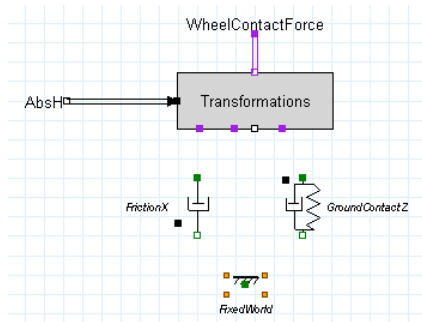 WheelContactForce
AbsH
Transformations
FrictionX
GroundContactZ
FixedWorld